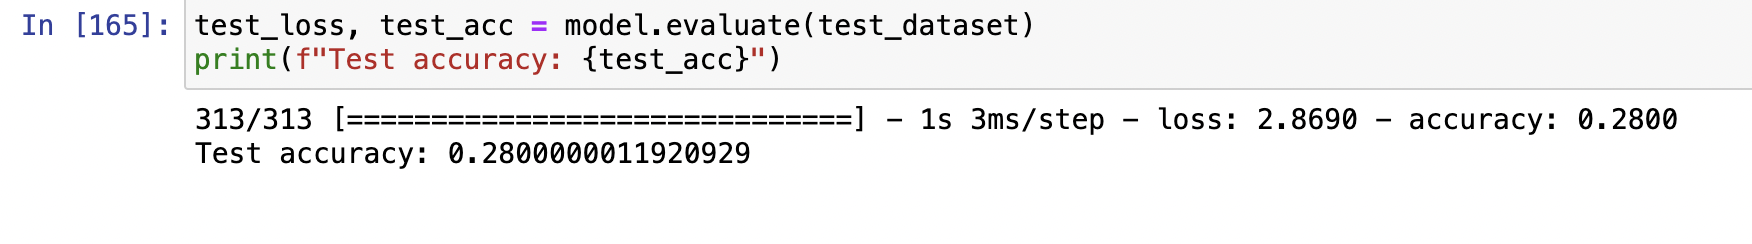 In [165]: test_loss, test_acc = model.evaluate(test_dataset)
print(f"Test accuracy: {test_acc}")
313/313 [==============================] - 1s 3ms/step - loss: 2.8690 - accuracy: 0.2800
Test accuracy: 0.2800000011920929